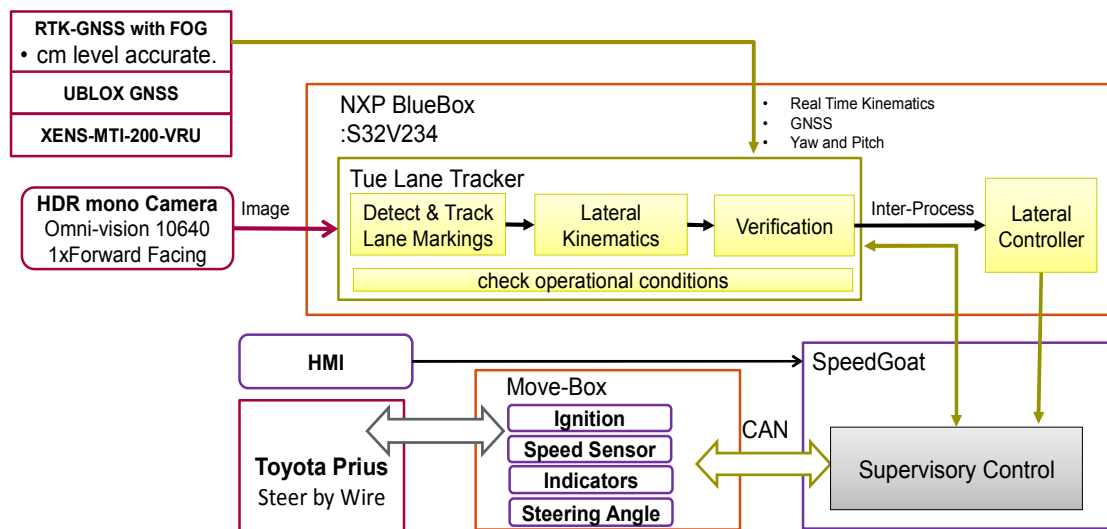 RTK-GNSS with FOG
• cm level accurate.
UBLOX GNSS
XENS-MTI-200-VRU
NXP BlueBox
:S32V234
• Real Time Kinematics
• GNSS
• Yaw and Pitch
Tue Lane Tracker
HDR mono Camera
Omni-vision 10640
1xForward Facing
Image
Detect & Track
Lane Markings
Lateral
Kinematics
Verification
Inter-Process
Lateral
Controller
check operational conditions
HMI
SpeedGoat
Move-Box
Ignition
Speed Sensor
Indicators
Steering Angle
CAN
Toyota Prius
Steer by Wire
Supervisory Control